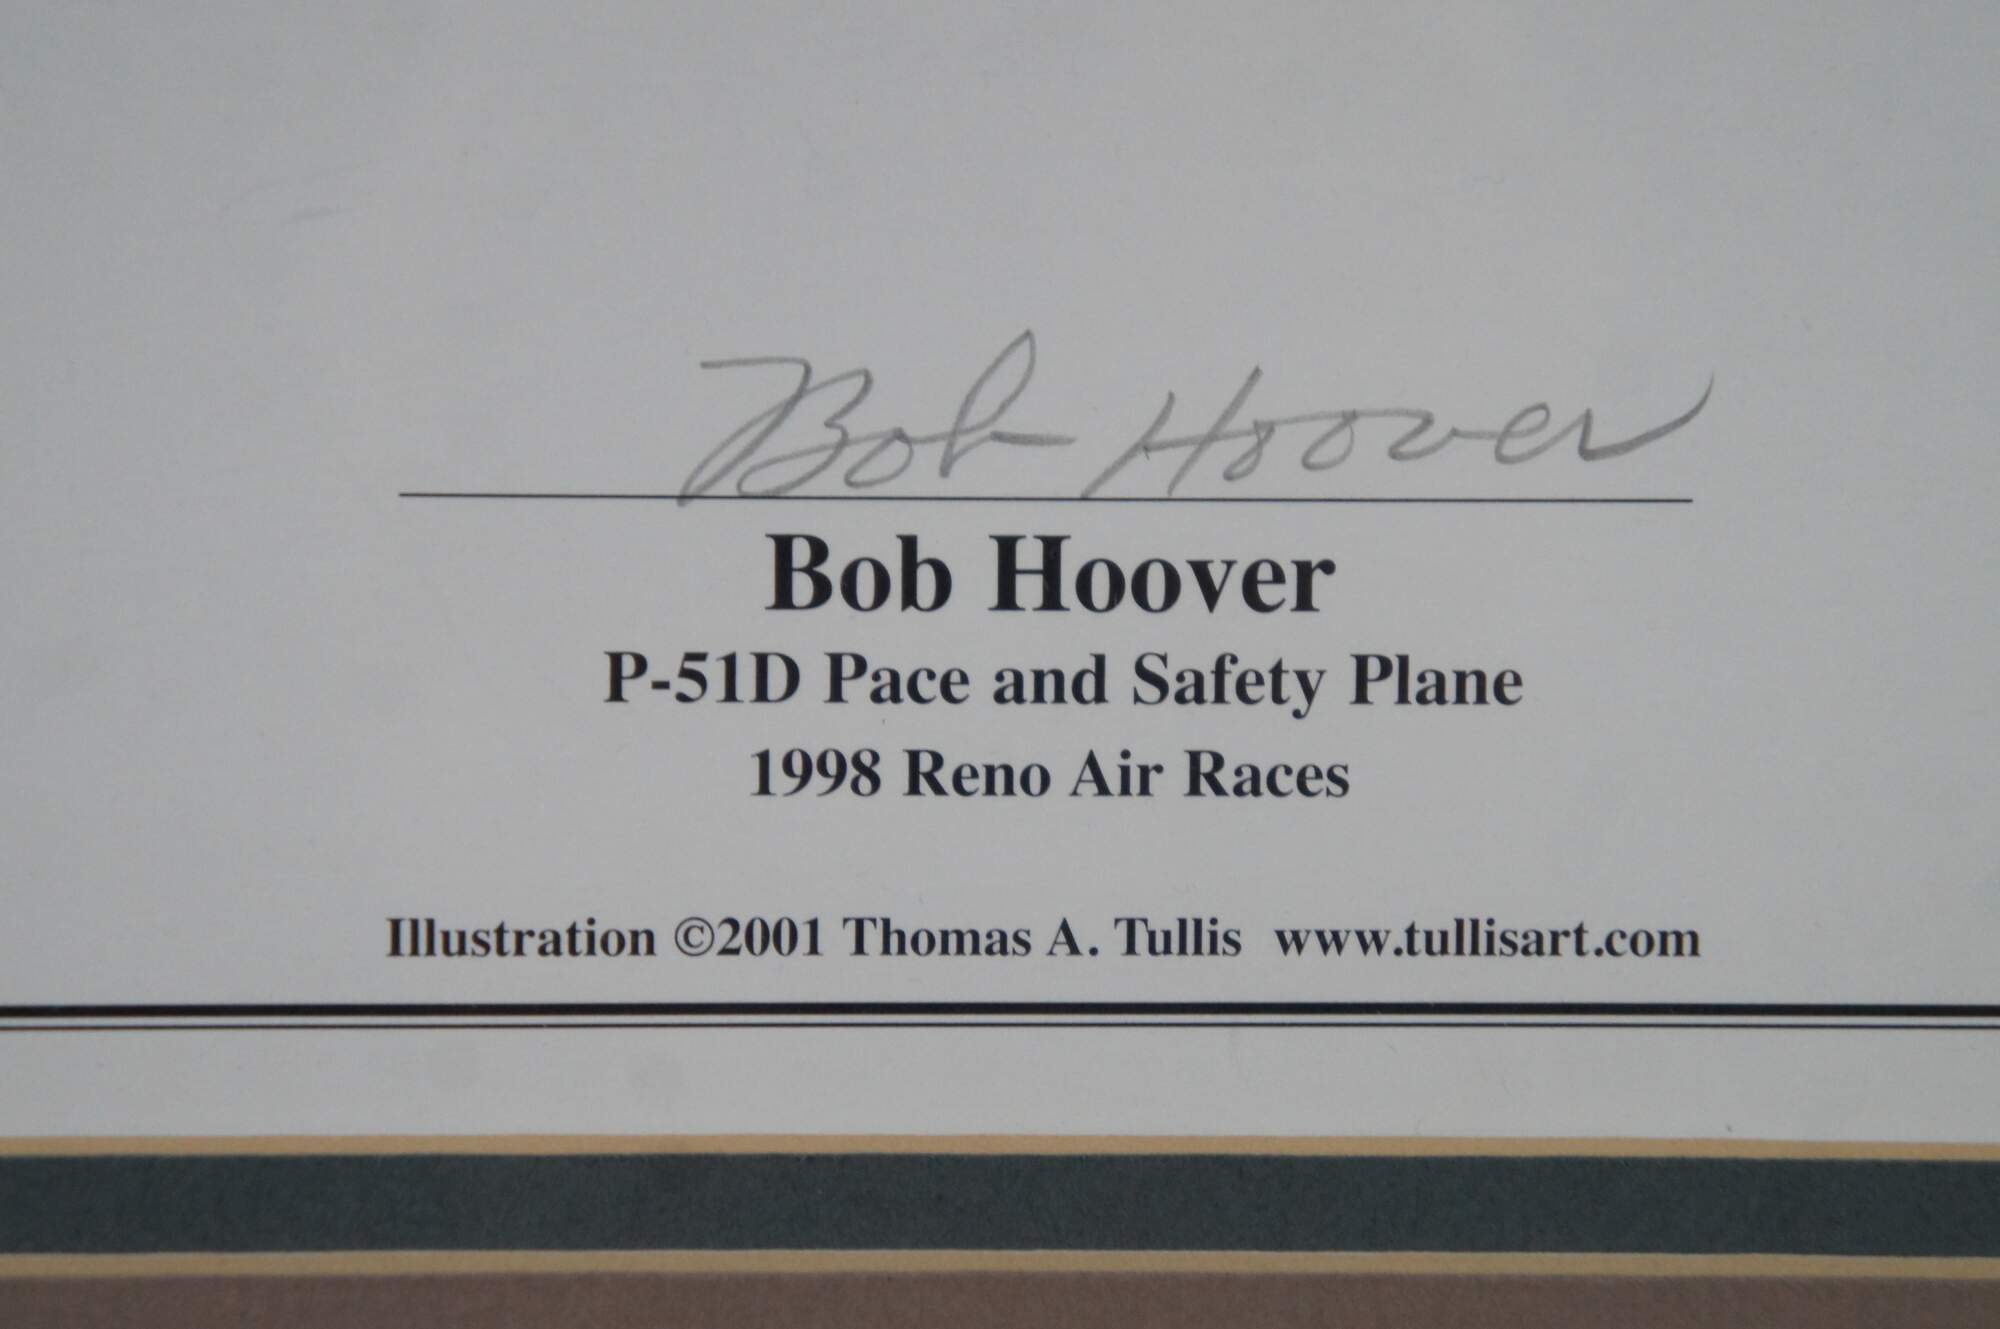 Bob Hoover
Bob Hoover
P-51D Pace and Safety Plane
1998 Reno Air Races
Illustration ©2001 Thomas A. Tullis www.tullisart.com